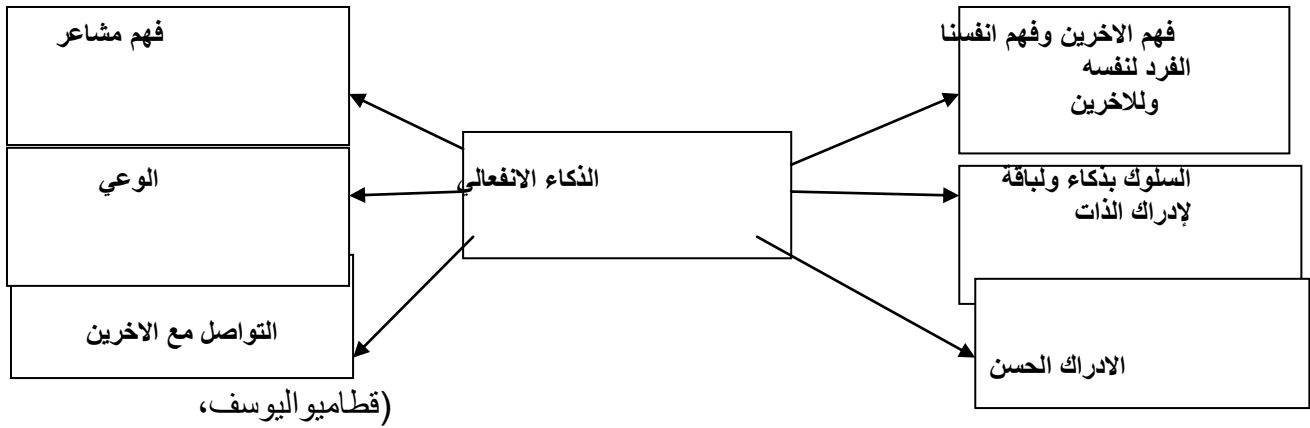 فهم الاخرين وفهم انفسنا
الفرد لنفسه
وللاخرين
فهم مشاعر
السلوك بذكاء ولباقة
لإدراك الذات
الذكاء الانفعالي
الوعي
الادراك الحسن
التواصل مع الاخرين
(قطاميواليوسف،